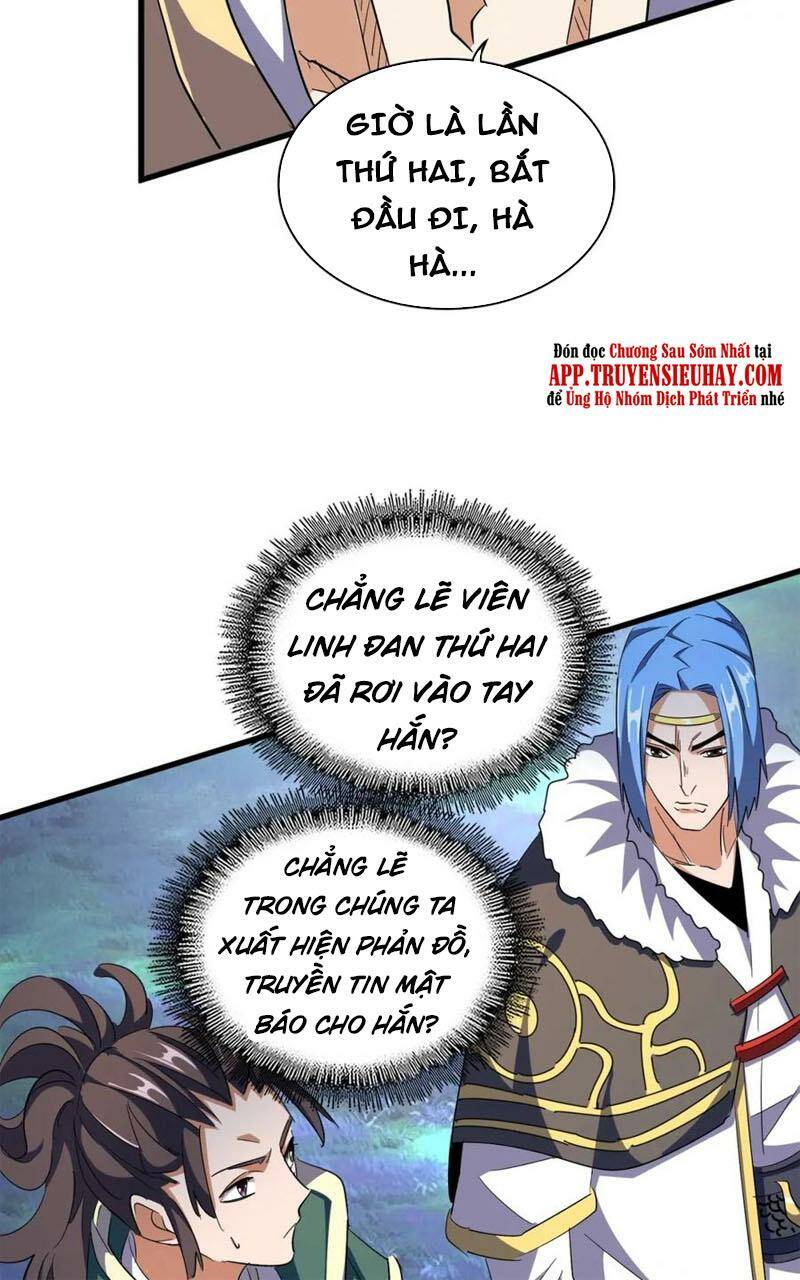 GIỜ LÀ LẦN
THỨ HAI, BẮT
ĐẦU ĐI, HÀ
HÀ...
Đón đọc Chương Sau Sớm Nhất tại
APP.TRUYENSIEUHAY.COM
để Ủng Hộ Nhóm Dịch Phát Triển nhé
CHẲNG LẼ VIÊN
LINH ĐAN THỨ HAI
ĐÃ RƠI VÀO TAY
HẮN?
CHẲNG LẼ
TRONG CHÚNG TA
XUẤT HIỆN PHẢN ĐỒ,
TRUYỀN TIN MẬT
BÁO CHO HẮN?